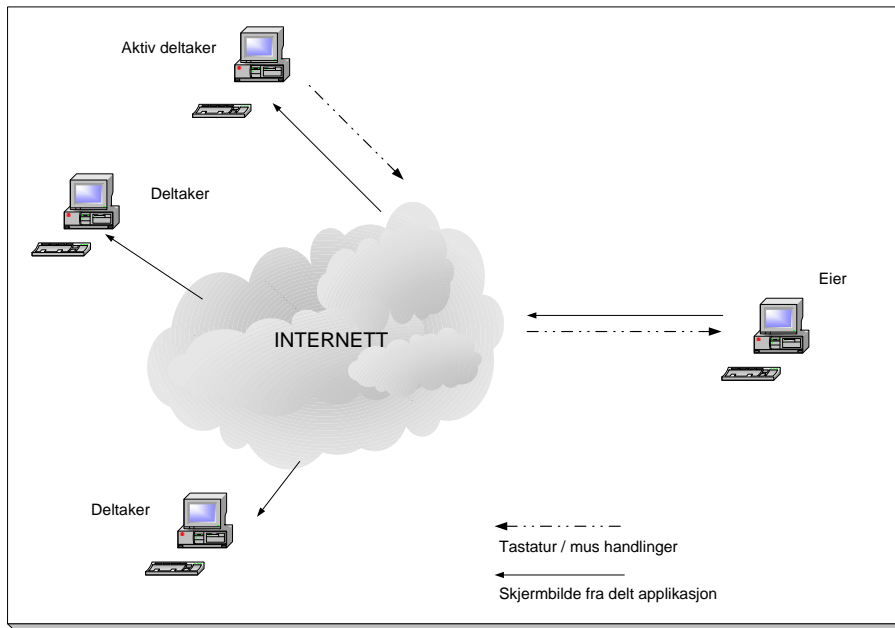 Aktiv deltaker
Deltaker
Eier
INTERNETT
Deltaker
Tastatur / mus handlinger
Skjermbilde fra delt applikasjon